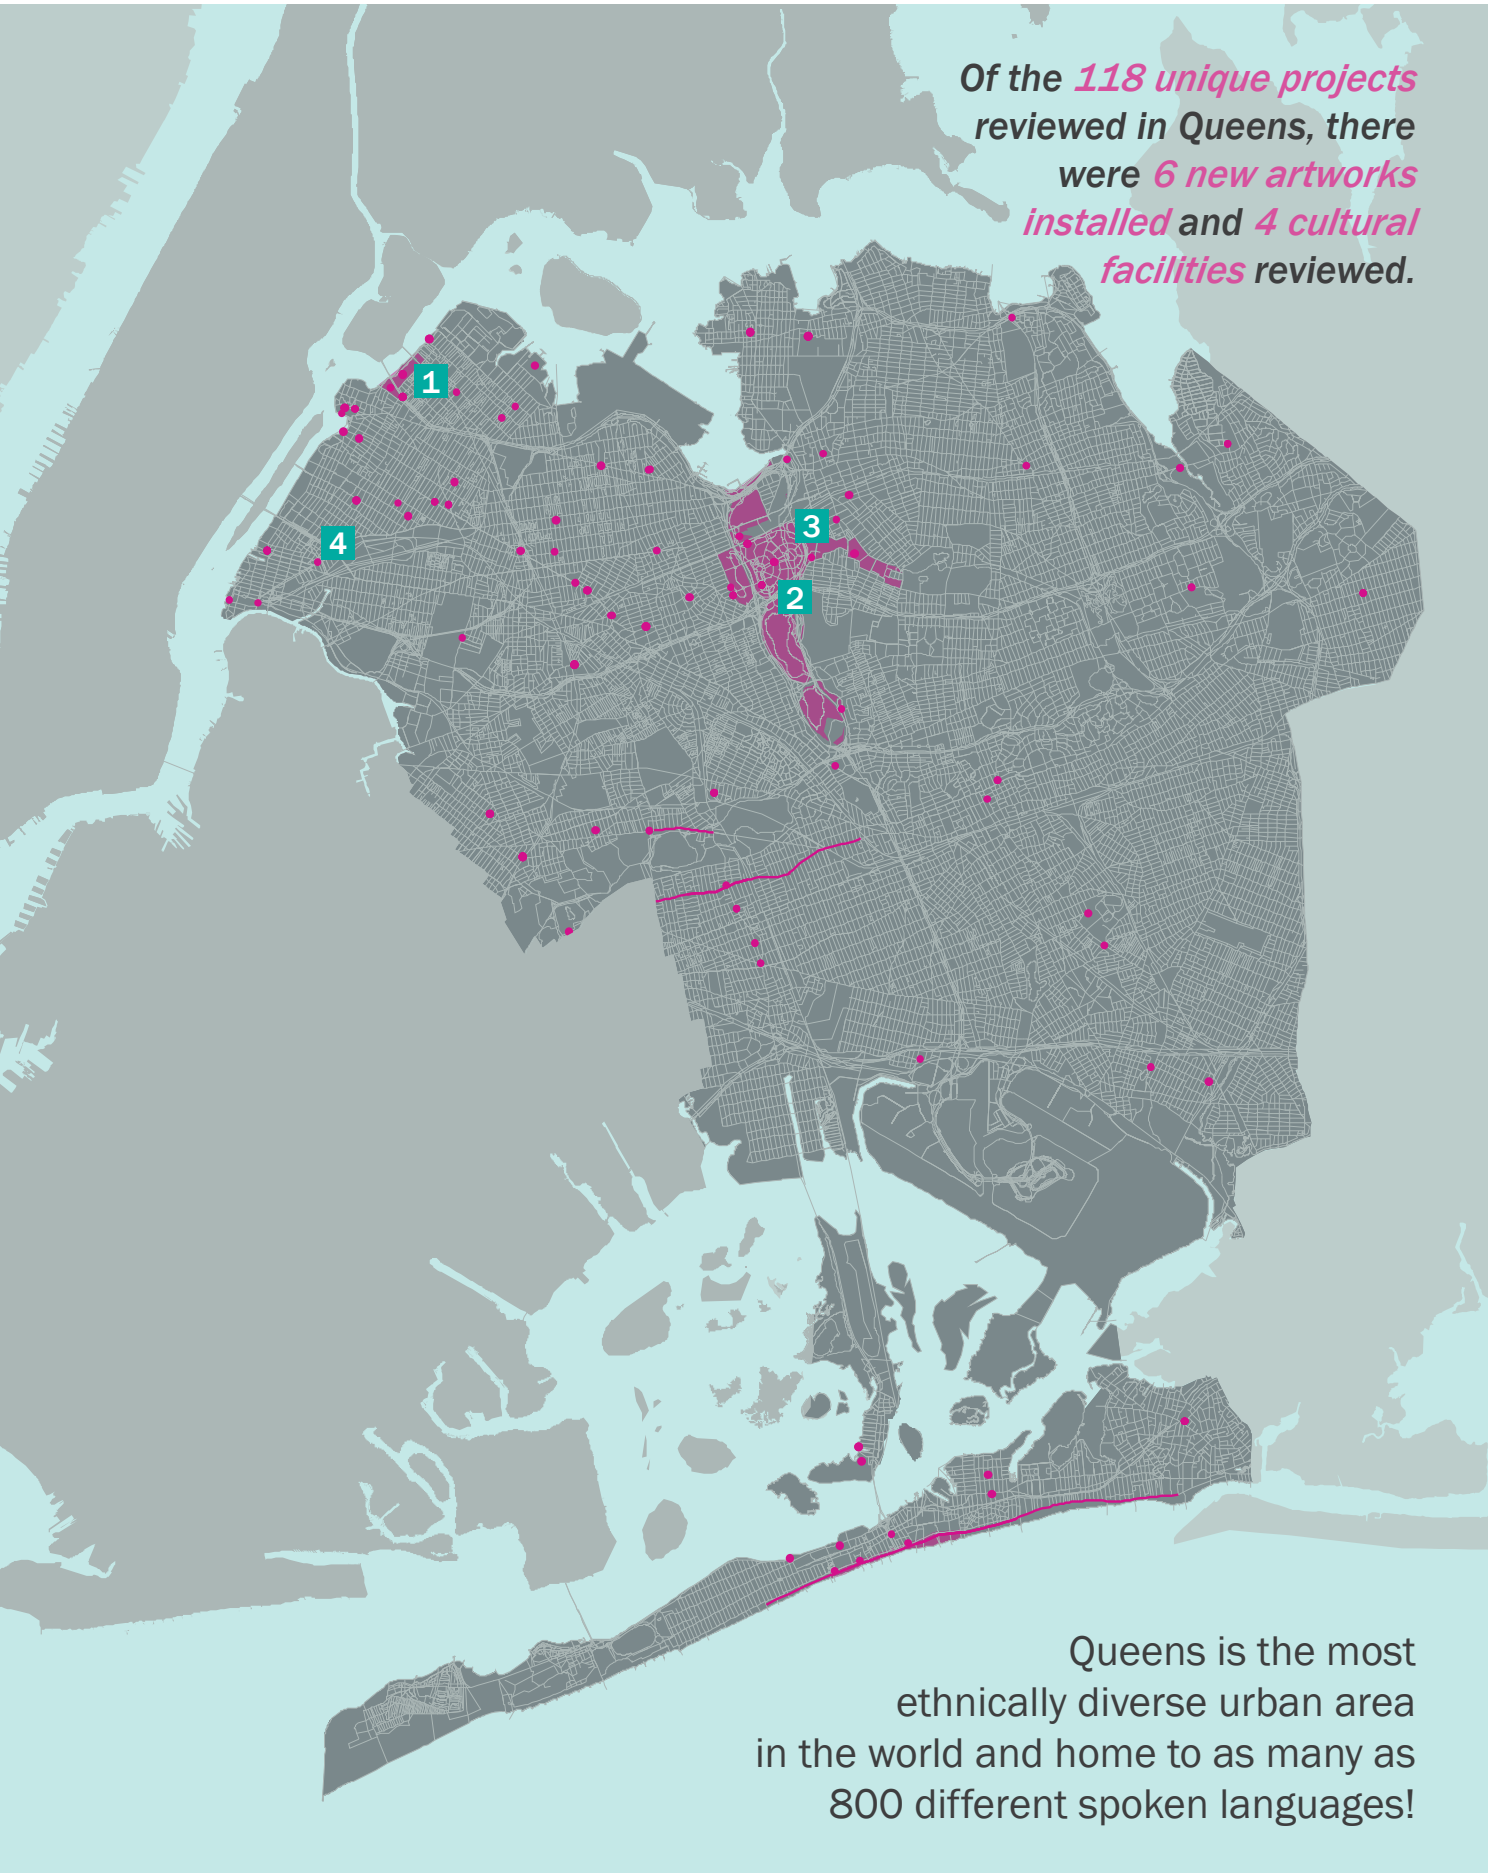 Of the 118 unique projects
reviewed in Queens, there
were 6 new artworks
installed and 4 cultural
facilities reviewed.
1
3
4
2
Queens is the most
ethnically diverse urban area
in the world and home to as many as
800 different spoken languages!